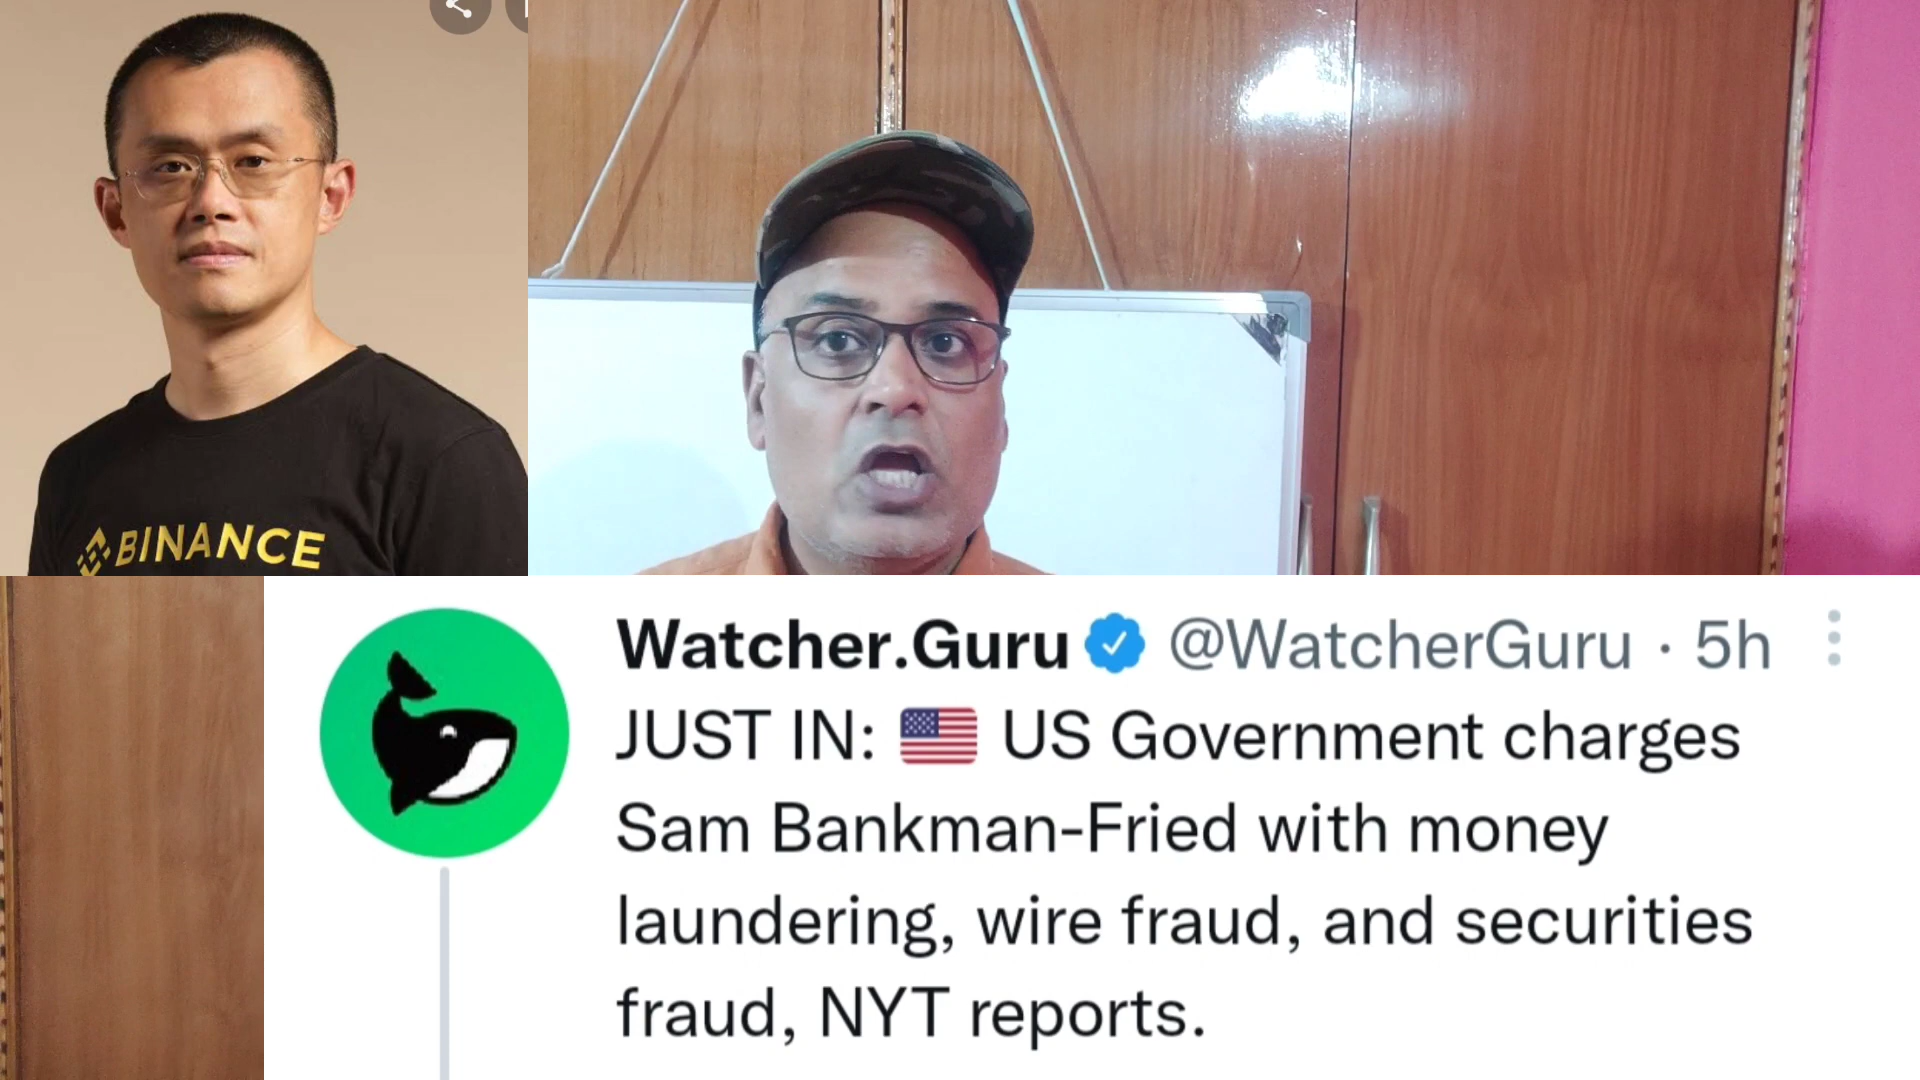 BINANCE
Watcher.Guru @WatcherGuru · 5h
JUST IN: 🇺🇸 US Government charges
Sam Bankman-Fried with money
laundering, wire fraud, and securities
fraud, NYT reports.